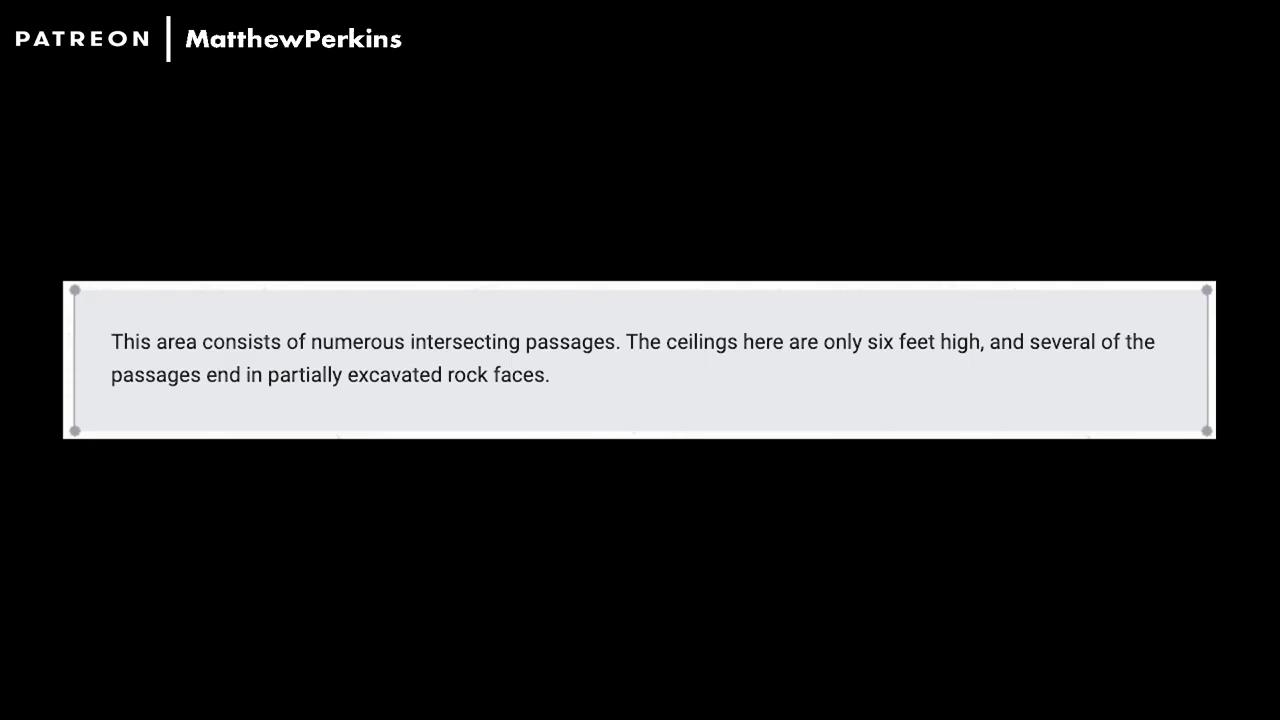 PATREON | MatthewPerkins
This area consists of numerous intersecting passages. The ceilings here are only six feet high, and several of the
passages end in partially excavated rock faces.